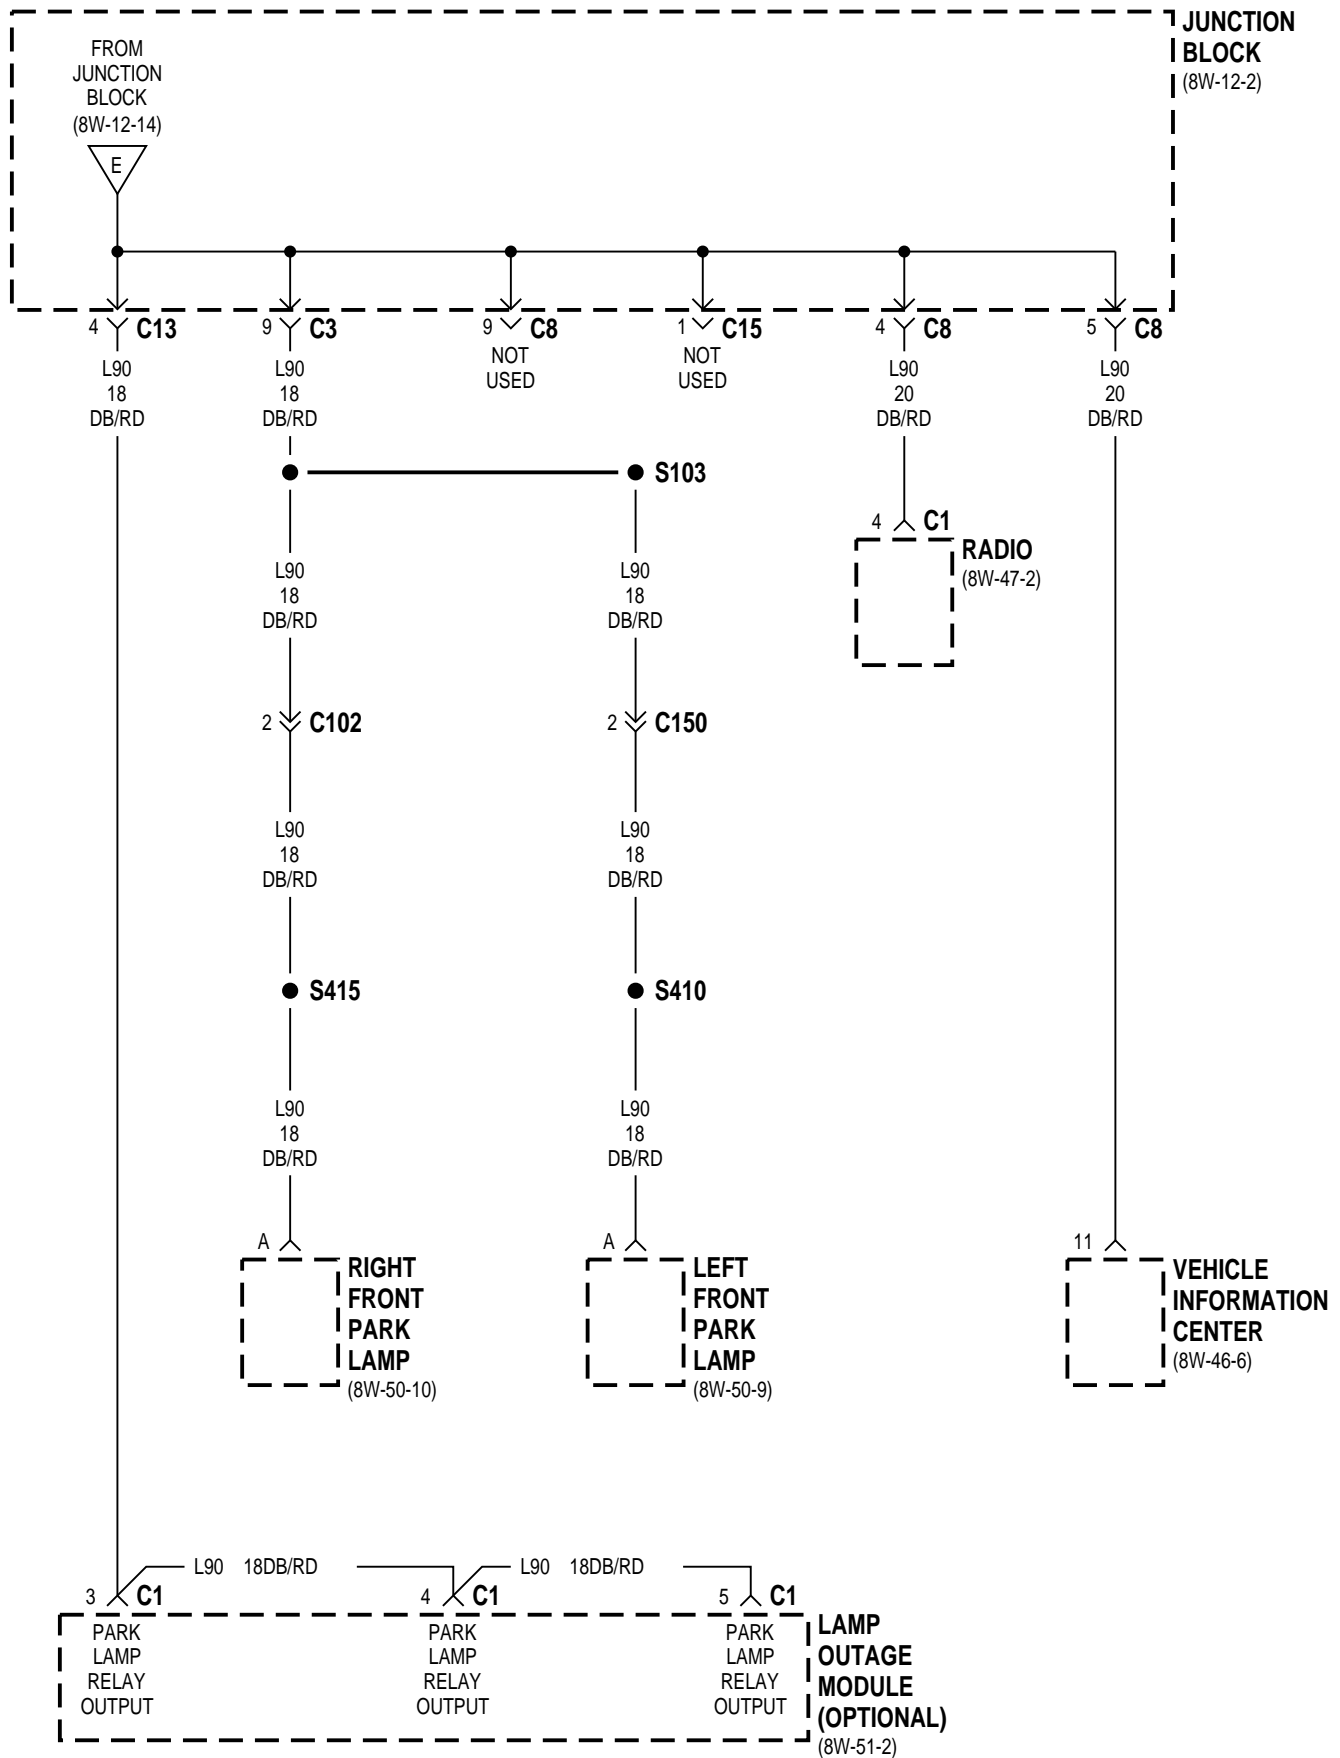 JUNCTION
BLOCK
(8W-12-2)
FROM
JUNCTION
BLOCK
(8W-12-14)
E
4 C13
9 C3
9 C8
1 C15
4 C8
5 C8
L90
18
DB/RD
L90
18
DB/RD
NOT
USED
NOT
USED
L90
20
DB/RD
L90
20
DB/RD
S103
4 C1
RADIO
(8W-47-2)
L90
18
DB/RD
L90
18
DB/RD
2 C102
2 C150
L90
18
DB/RD
L90
18
DB/RD
S415
S410
L90
18
DB/RD
L90
18
DB/RD
A
RIGHT
FRONT
PARK
LAMP
(8W-50-10)
A
LEFT
FRONT
PARK
LAMP
(8W-50-9)
11
VEHICLE
INFORMATION
CENTER
(8W-46-6)
L90 18DB/RD
L90 18DB/RD
3 C1
4 C1
5 C1
PARK
LAMP
RELAY
OUTPUT
PARK
LAMP
RELAY
OUTPUT
PARK
LAMP
RELAY
OUTPUT
LAMP
OUTAGE
MODULE
(OPTIONAL)
(8W-51-2)